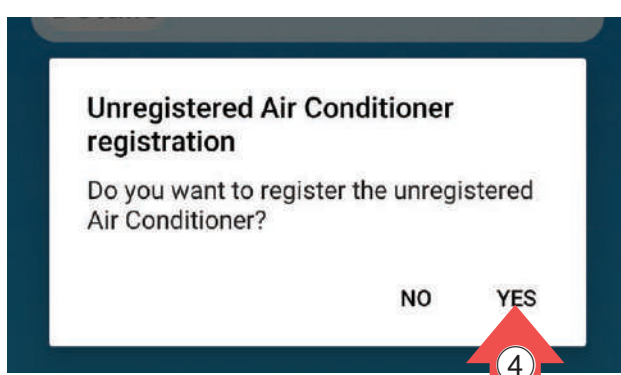 Unregistered Air Conditioner
registration
Do you want to register the unregistered
Air Conditioner?
NO YES
4